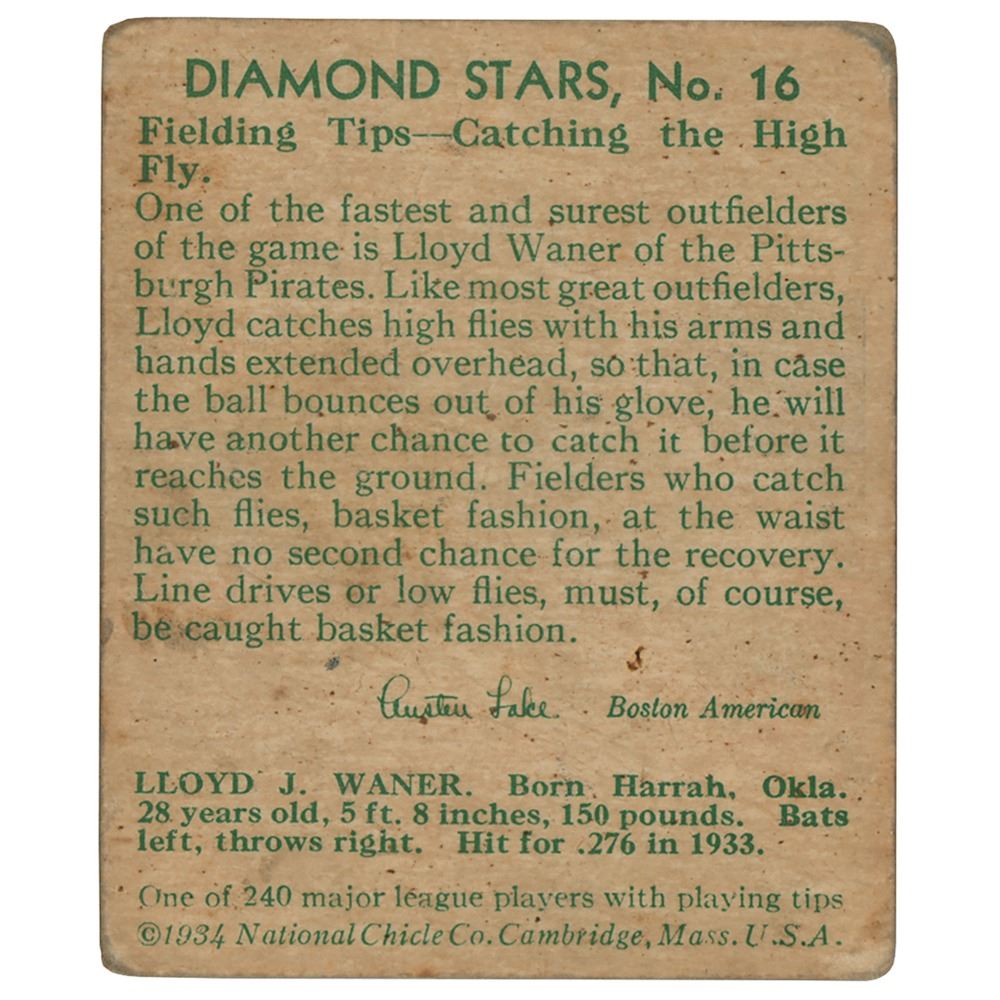 DIAMOND STARS, No. 16
Fielding Tips—Catching the High
Fly.
One of the fastest and surest outfielders
of the game is Lloyd Waner of the Pitts-
burgh Pirates. Like most great outfielders,
Lloyd catches high flies with his arms and
hands extended overhead, so that, in case
the ball bounces out of his glove, he will
have another chance to catch it before it
reaches the ground. Fielders who catch
such flies, basket fashion, at the waist
have no second chance for the recovery.
Line drives or low flies, must, of course,
be caught basket fashion.
Austen Lake Boston American
LLOYD J. WANER. Born Harrah, Okla.
28 years old, 5 ft. 8 inches, 150 pounds. Bats
left, throws right. Hit for .276 in 1933.
One of 240 major league players with playing tips
©1934 National Chicle Co. Cambridge, Mass. U.S.A.